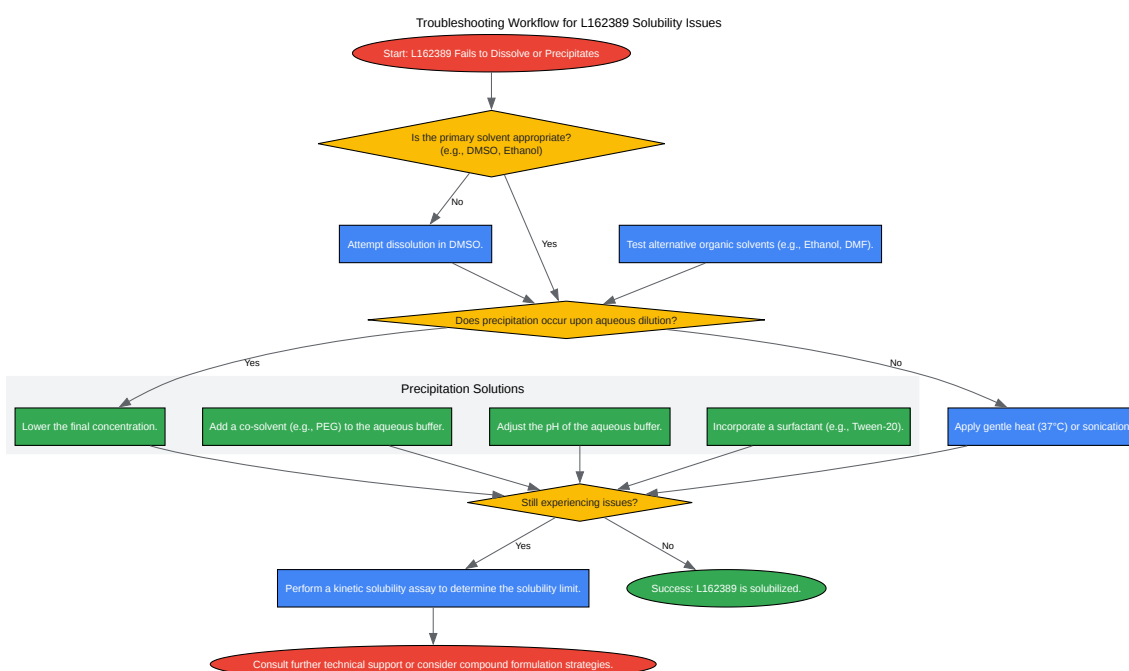 Troubleshooting Workflow for L162389 Solubility Issues
Start: L162389 Fails to Dissolve or Precipitates
Is the primary solvent appropriate?
(e.g., DMSO, Ethanol)
No
Attempt dissolution in DMSO.
Yes
Test alternative organic solvents (e.g., Ethanol, DMF).
Does precipitation occur upon aqueous dilution?
Yes
No
Precipitation Solutions
Lower the final concentration.
Add a co-solvent (e.g., PEG) to the aqueous buffer.
Adjust the pH of the aqueous buffer.
Incorporate a surfactant (e.g., Tween-20).
Apply gentle heat (37°C) or sonication
Still experiencing issues?
Yes
No
Perform a kinetic solubility assay to determine the solubility limit.
Success: L162389 is solubilized.
Consult further technical support or consider compound formulation strategies.